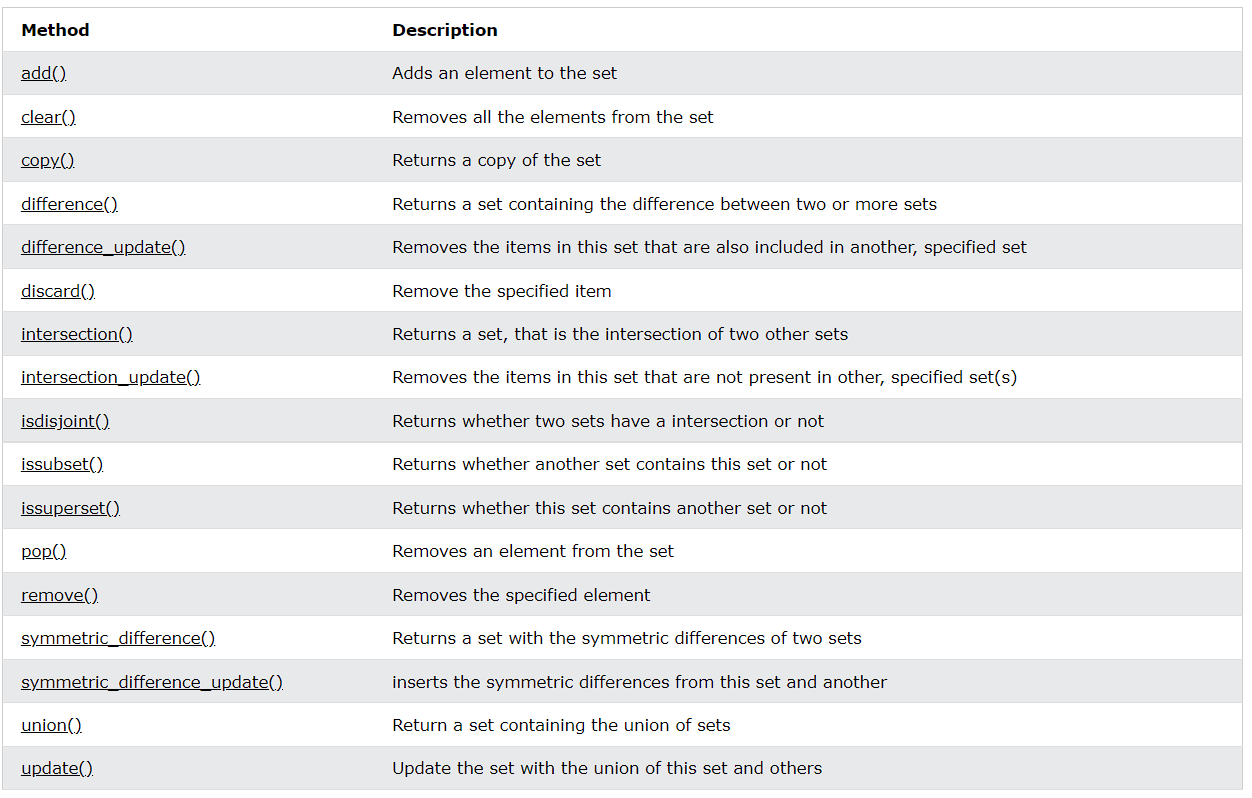 Method Description
add() Adds an element to the set
clear() Removes all the elements from the set
copy() Returns a copy of the set
difference() Returns a set containing the difference between two or more sets
difference_update() Removes the items in this set that are also included in another, specified set
discard() Remove the specified item
intersection() Returns a set, that is the intersection of two other sets
intersection_update() Removes the items in this set that are not present in other, specified set(s)
isdisjoint() Returns whether two sets have a intersection or not
issubset() Returns whether another set contains this set or not
issuperset() Returns whether this set contains another set or not
pop() Removes an element from the set
remove() Removes the specified element
symmetric_difference() Returns a set with the symmetric differences of two sets
symmetric_difference_update() inserts the symmetric differences from this set and another
union() Return a set containing the union of sets
update() Update the set with the union of this set and others